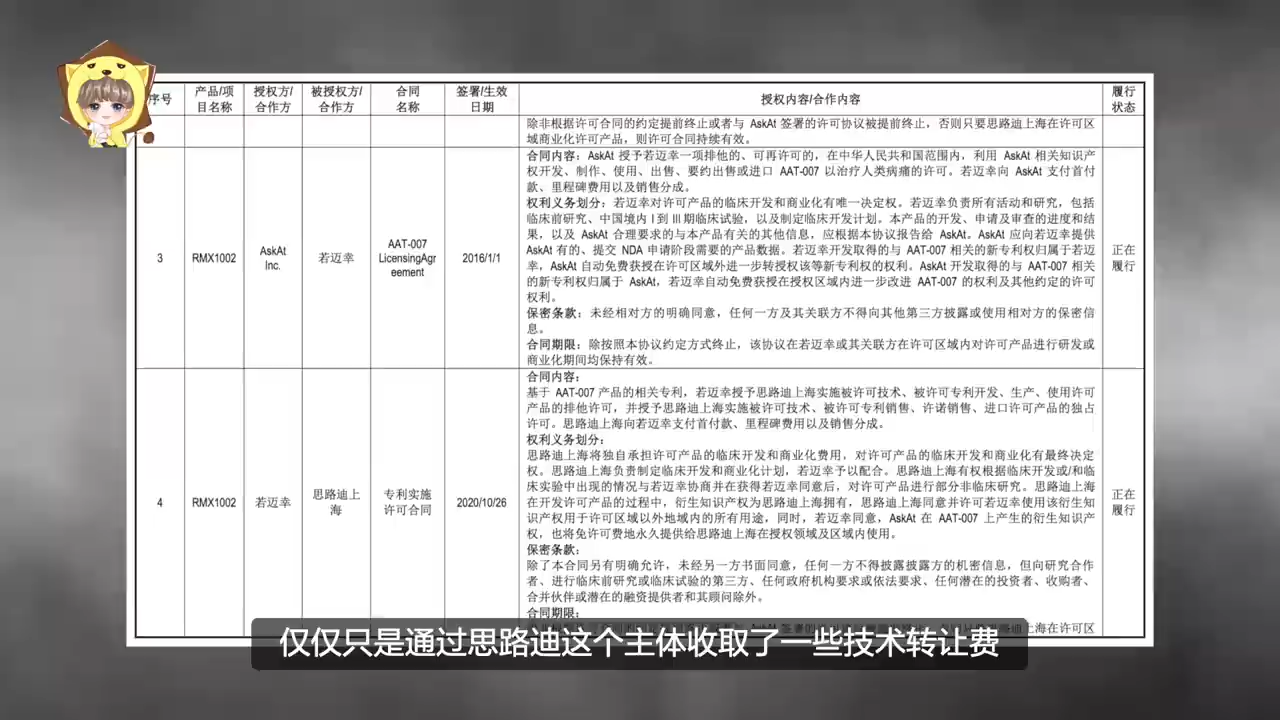 序号
产品/项
目名称
授权方/
合作方
被授权方/
合作方
合同
名称
签署/生效
日期
授权内容/合作内容
履行
状态
除非根据许可合同的约定提前终止或者与 AskAt 签署的许可协议被提前终止，否则只要思路迪上海在许可区
域商业化许可产品，则许可合同持续有效。
3
RMX1002
AskAt
Inc.
若迈幸
AAT-007
LicensingAgr
eement
2016/1/1
合同内容：AskAt 授予若迈幸一项排他的、可再许可的，在中华人民共和国范围内，利用 AskAt 相关知识产
权开发、制作、使用、出售、要约出售或进口 AAT-007 以治疗人类病痛的许可。若迈幸向 AskAt 支付首付
款、里程碑费用以及销售分成。
权利义务划分：若迈幸对许可产品的临床开发和商业化有唯一决定权。若迈幸负责所有活动和研究，包括
临床前研究、中国境内 I 到 III 期临床试验，以及制定临床开发计划。本产品的开发、申请及审查的进度和结
果，以及 AskAt 合理要求的与本产品有关的其他信息，应根据本协议报告给 AskAt。AskAt 应向若迈幸提供
AskAt 有的、提交 NDA 申请阶段需要的产品数据。若迈幸开发取得的与 AAT-007 相关的新专利权归属于若迈
幸，AskAt 自动免费获授在许可区域外进一步转授权该等新专利权的权利。AskAt 开发取得的与 AAT-007 相关
的新专利权归属于 AskAt，若迈幸自动免费获授在授权区域内进一步改进 AAT-007 的权利及其他约定的许可
权利。
保密条款：未经相对方的明确同意，任何一方及其关联方不得向其他第三方披露或使用相对方的保密信
息。
合同期限：除按照本协议约定方式终止，该协议在若迈幸或其关联方在许可区域内对许可产品进行研发或
商业化期间均保持有效。
正在
履行
4
RMX1002
若迈幸
思路迪上
海
专利实施
许可合同
2020/10/26
合同内容：
基于 AAT-007 产品的相关专利，若迈幸授予思路迪上海实施被许可技术、被许可专利开发、生产、使用许可
产品的排他许可，并授予思路迪上海实施被许可技术、被许可专利销售、许诺销售、进口许可产品的独占
许可。思路迪上海向若迈幸支付首付款、里程碑费用以及销售分成。
权利义务划分：
思路迪上海将独自承担许可产品的临床开发和商业化费用，对许可产品的临床开发和商业化有最终决定
权。思路迪上海负责制定临床开发和商业化计划，若迈幸予以配合。思路迪上海有权根据临床开发或/和临
床实验中出现的情况与若迈幸协商并在获得若迈幸同意后，对许可产品进行部分非临床研究。思路迪上海
在开发许可产品的过程中，衍生知识产权为思路迪上海拥有，思路迪上海同意并许可若迈幸使用该衍生知
识产权用于许可区域以外地域内的所有用途，同时，若迈幸同意，AskAt 在 AAT-007 上产生的衍生知识产
权，也将免许可费地永久提供给思路迪上海在授权领域及区域内使用。
保密条款：
除了本合同另有明确允许，未经另一方书面同意，任何一方不得披露披露方的机密信息，但向研究合作
者、进行临床前研究或临床试验的第三方、任何政府机构要求或依法要求、任何潜在的投资者、收购者、
合并伙伴或潜在的融资提供者和其顾问除外。
合同期限：
正在
履行
仅仅只是通过思路迪这个主体收取了一些技术转让费